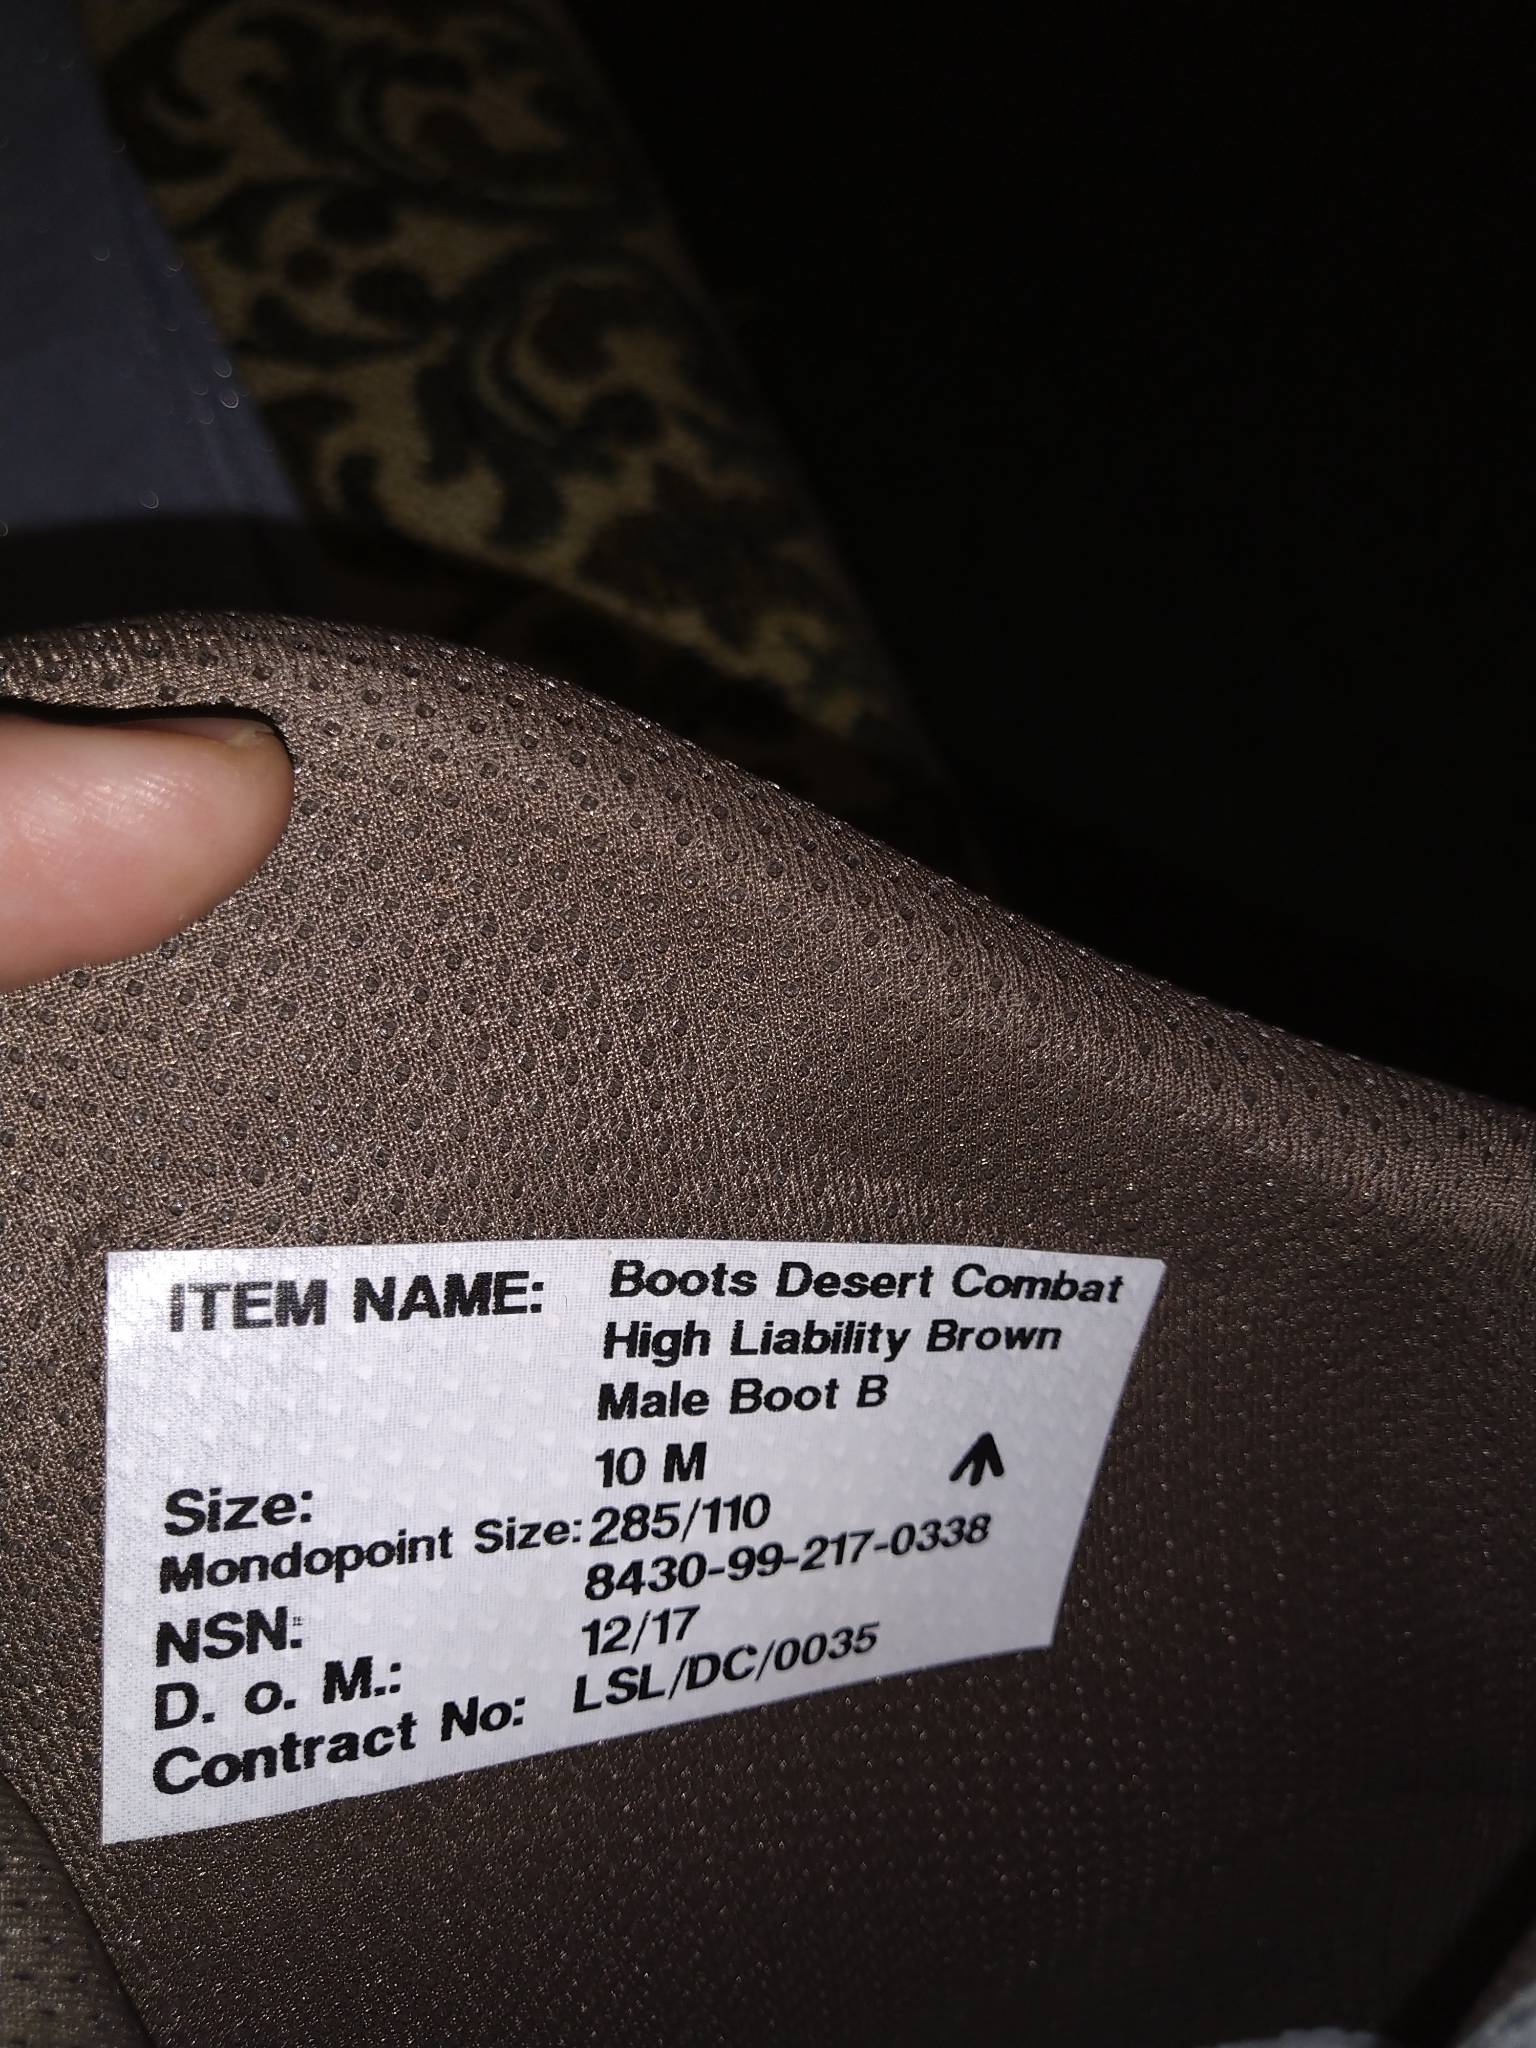 ITEM NAME: Boots Desert Combat
High Liability Brown
Male Boot B
Size: 10 M
Mondopoint Size: 285/110
NSN: 8430-99-217-0338
D. o. M.: 12/17
Contract No: LSL/DC/0035